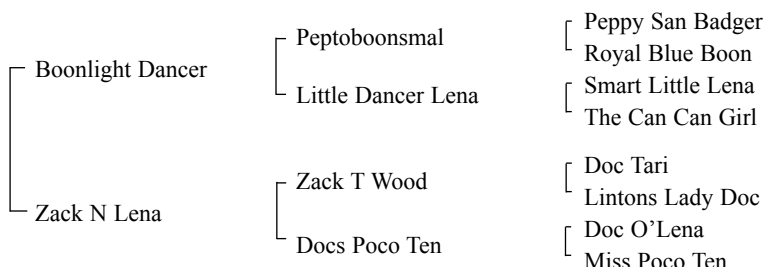 Peppy San Badger
Peptoboonsmal
Royal Blue Boon
Boonlight Dancer
Smart Little Lena
Little Dancer Lena
The Can Can Girl
Doc Tari
Zack T Wood
Lintons Lady Doc
Zack N Lena
Doc O’Lena
Docs Poco Ten
Miss Poco Ten